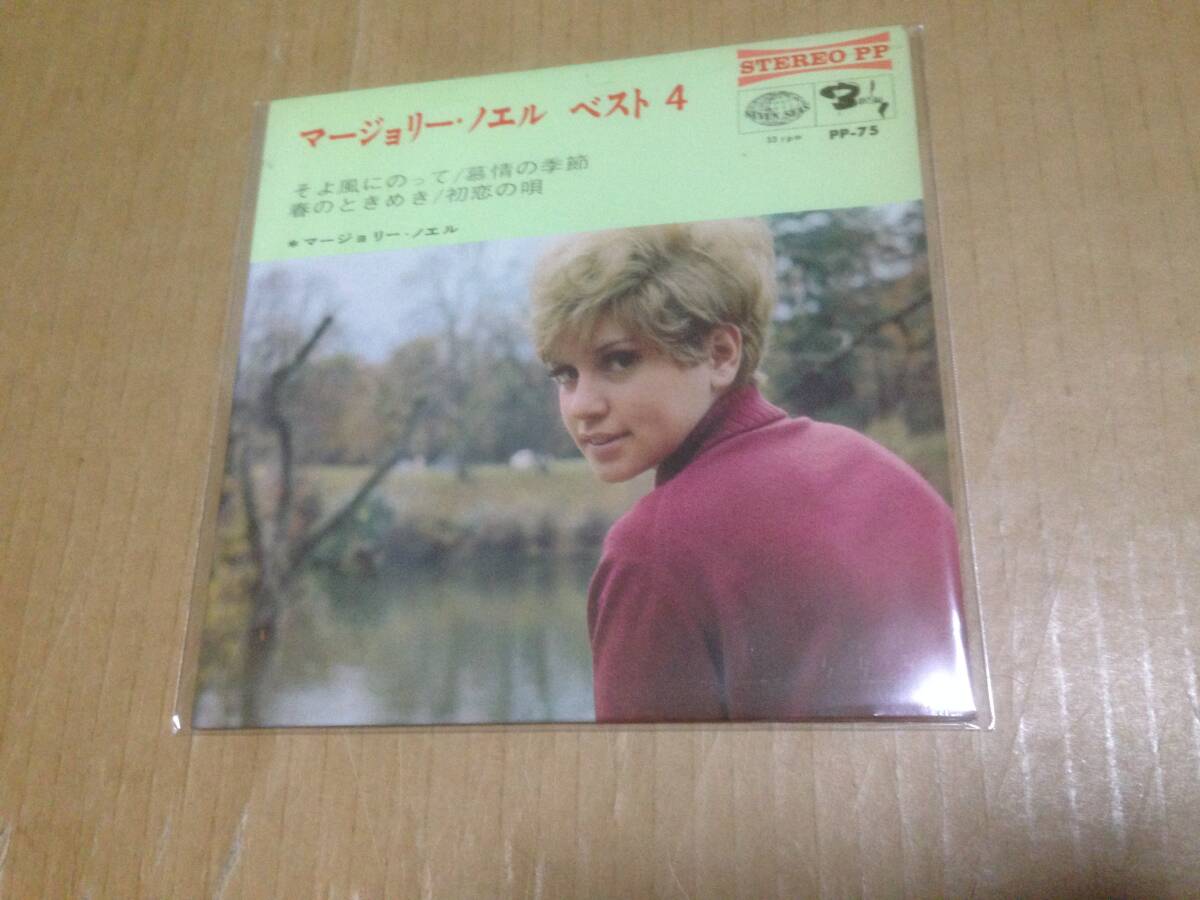 マージョリー・ノエル ベスト 4
STEREO PP
SEVEN SEAS
33 rpm
PP-75
そよ風にのって/慕情の季節
春のときめき/初恋の唄
＊マージョリー・ノエル